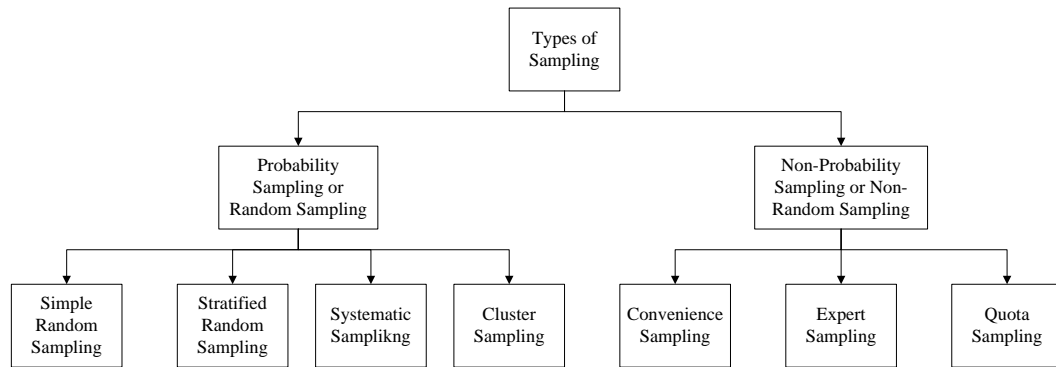 Types of
Sampling
Probability
Sampling or
Random Sampling
Non-Probability
Sampling or Non-
Random Sampling
Simple
Random
Sampling
Stratified
Random
Sampling
Systematic
Samplikng
Cluster
Sampling
Convenience
Sampling
Expert
Sampling
Quota
Sampling